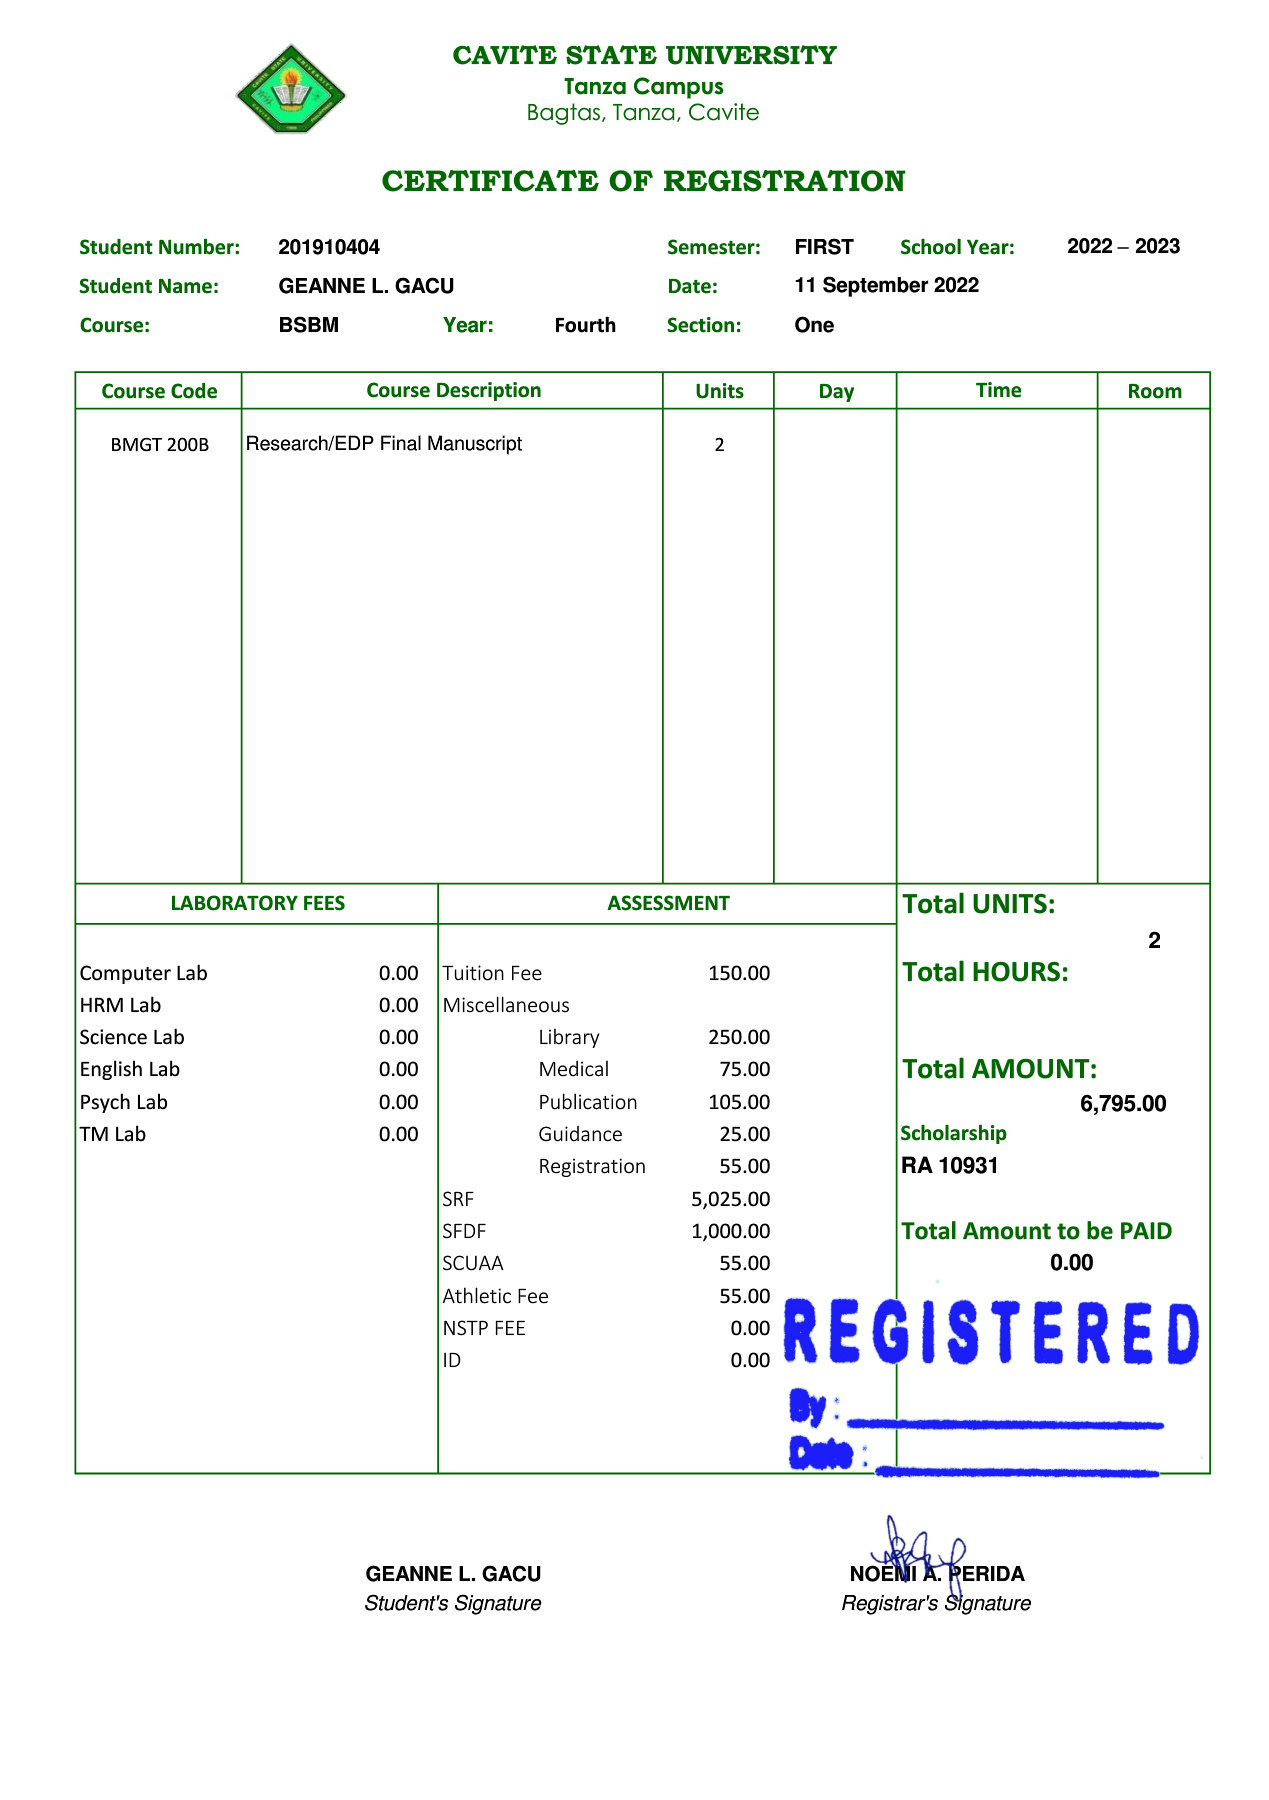 CAVITE STATE UNIVERSITY
Tanza Campus
Bagtas, Tanza, Cavite
CERTIFICATE OF REGISTRATION
Student Number: 201910404 Semester: FIRST School Year: 2022 – 2023
Student Name: GEANNE L. GACU Date: 11 September 2022
Course: BSBM Year: Fourth Section: One
Course Code Course Description Units Day Time Room
BMGT 200B Research/EDP Final Manuscript 2
LABORATORY FEES ASSESSMENT Total UNITS:
2
Computer Lab 0.00 Tuition Fee 150.00 Total HOURS:
HRM Lab 0.00 Miscellaneous
Science Lab 0.00 Library 250.00
English Lab 0.00 Medical 75.00 Total AMOUNT:
Psych Lab 0.00 Publication 105.00 6,795.00
TM Lab 0.00 Guidance 25.00 Scholarship
Registration 55.00 RA 10931
SRF 5,025.00
SFDF 1,000.00 Total Amount to be PAID
SCUAA 55.00 0.00
Athletic Fee 55.00
NSTP FEE 0.00 REGISTERED
ID 0.00
By :
Date :
GEANNE L. GACU NOEMI A. PERIDA
Student's Signature Registrar's Signature